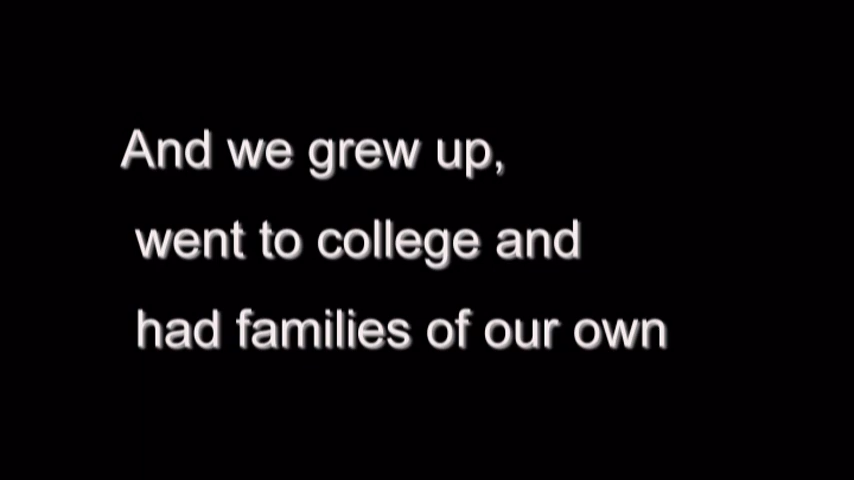 And we grew up,
went to college and
had families of our own